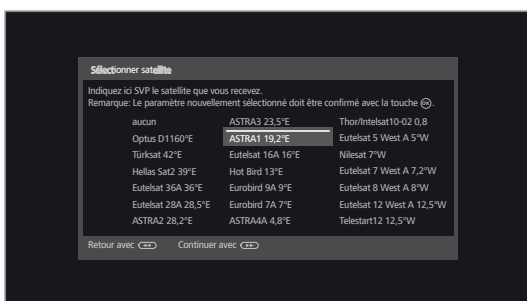 Sélectionner satellite
Indiquez ici SVP le satellite que vous recevez.
Remarque: Le paramètre nouvellement sélectionné doit être confirmé avec la touche OK.
aucun ASTRA3 23,5°E Thor/Intelsat10-02 0,8
Optus D1160°E ASTRA1 19,2°E Eutelsat 5 West A 5°W
Türksat 42°E Eutelsat 16A 16°E Nilesat 7°W
Hellas Sat2 39°E Hot Bird 13°E Eutelsat 7 West A 7,2°W
Eutelsat 36A 36°E Eurobird 9A 9°E Eutelsat 8 West A 8°W
Eutelsat 28A 28,5°E Eurobird 7A 7°E Eutelsat 12 West A 12,5°W
ASTRA2 28,2°E ASTRA4A 4,8°E Telestart12 12,5°W
Retour avec Continuer avec